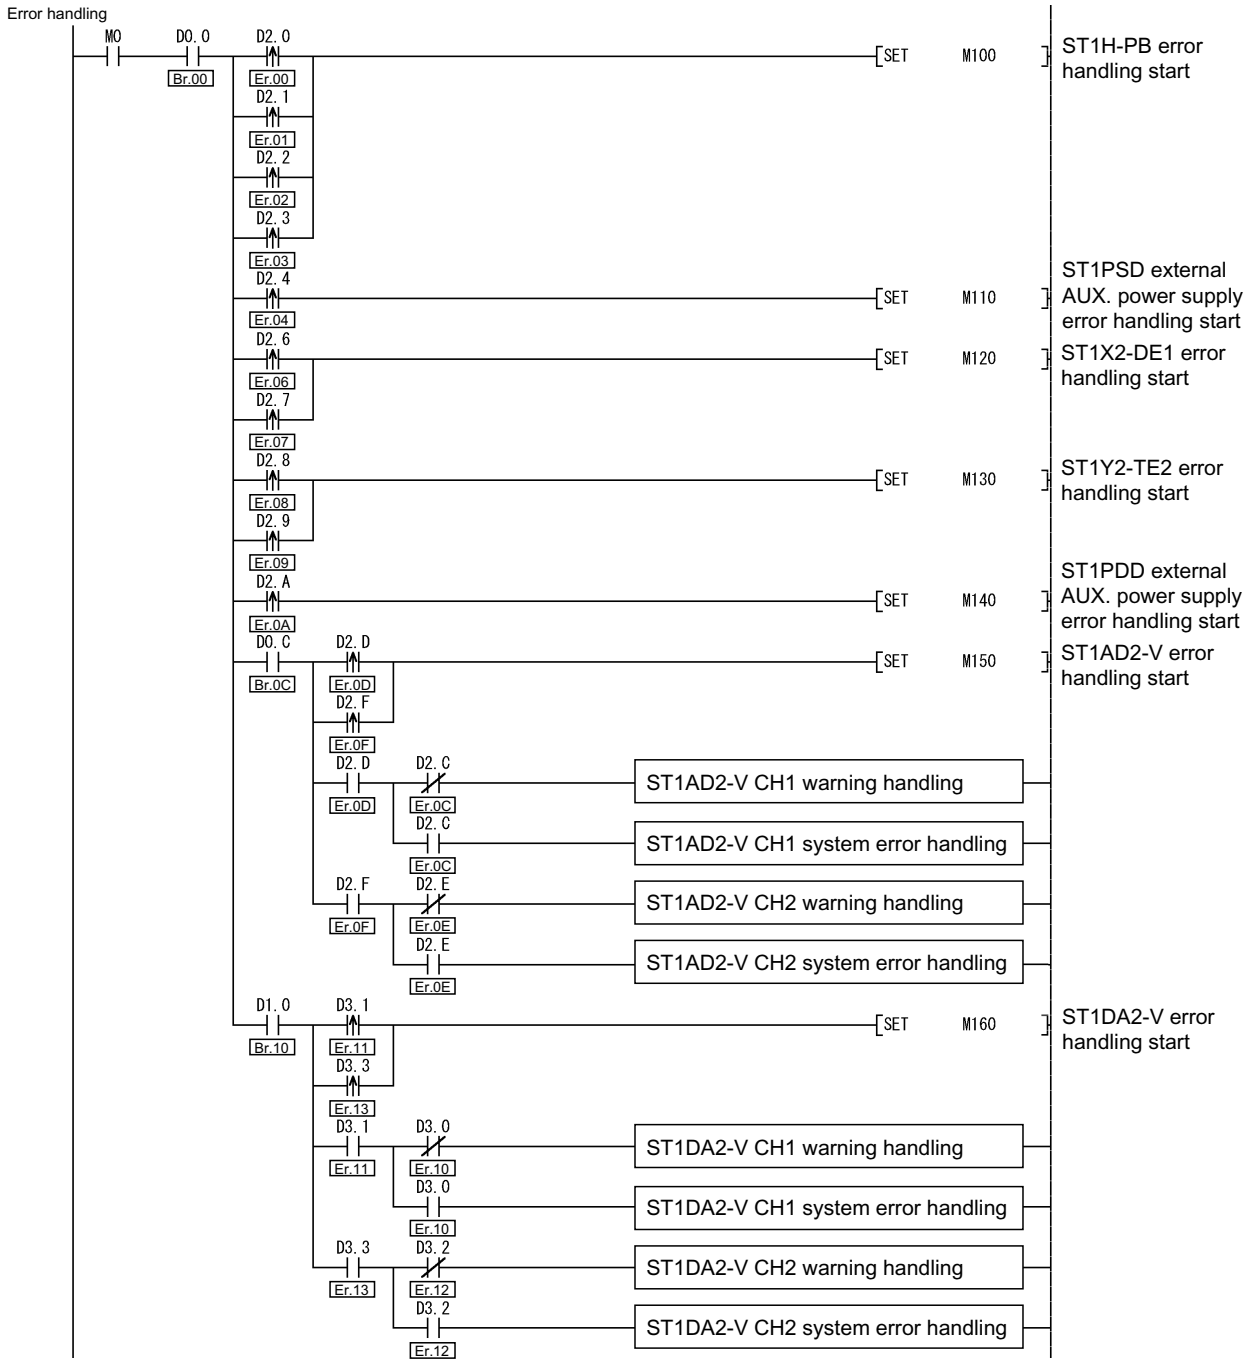 Error handling
M0 D0.0 D2.0
[SET M100] ST1H-PB error
handling start
Br.00 Er.00
D2.1
Er.01
D2.2
Er.02
D2.3
Er.03
D2.4
[SET M110] ST1PSD external
AUX. power supply
error handling start
Er.04
D2.6
[SET M120] ST1X2-DE1 error
handling start
Er.06
D2.7
Er.07
D2.8
[SET M130] ST1Y2-TE2 error
handling start
Er.08
D2.9
Er.09
D2.A
[SET M140] ST1PDD external
AUX. power supply
error handling start
Er.0A
D0.C D2.D
[SET M150] ST1AD2-V error
handling start
Br.0C Er.0D
D2.F
Er.0F
D2.D D2.C
ST1AD2-V CH1 warning handling
Er.0D Er.0C
D2.C
ST1AD2-V CH1 system error handling
Er.0C
D2.F D2.E
ST1AD2-V CH2 warning handling
Er.0F Er.0E
D2.E
ST1AD2-V CH2 system error handling
Er.0E
D1.0 D3.1
[SET M160] ST1DA2-V error
handling start
Br.10 Er.11
D3.3
Er.13
D3.1 D3.0
ST1DA2-V CH1 warning handling
Er.11 Er.10
D3.0
ST1DA2-V CH1 system error handling
Er.10
D3.3 D3.2
ST1DA2-V CH2 warning handling
Er.13 Er.12
D3.2
ST1DA2-V CH2 system error handling
Er.12